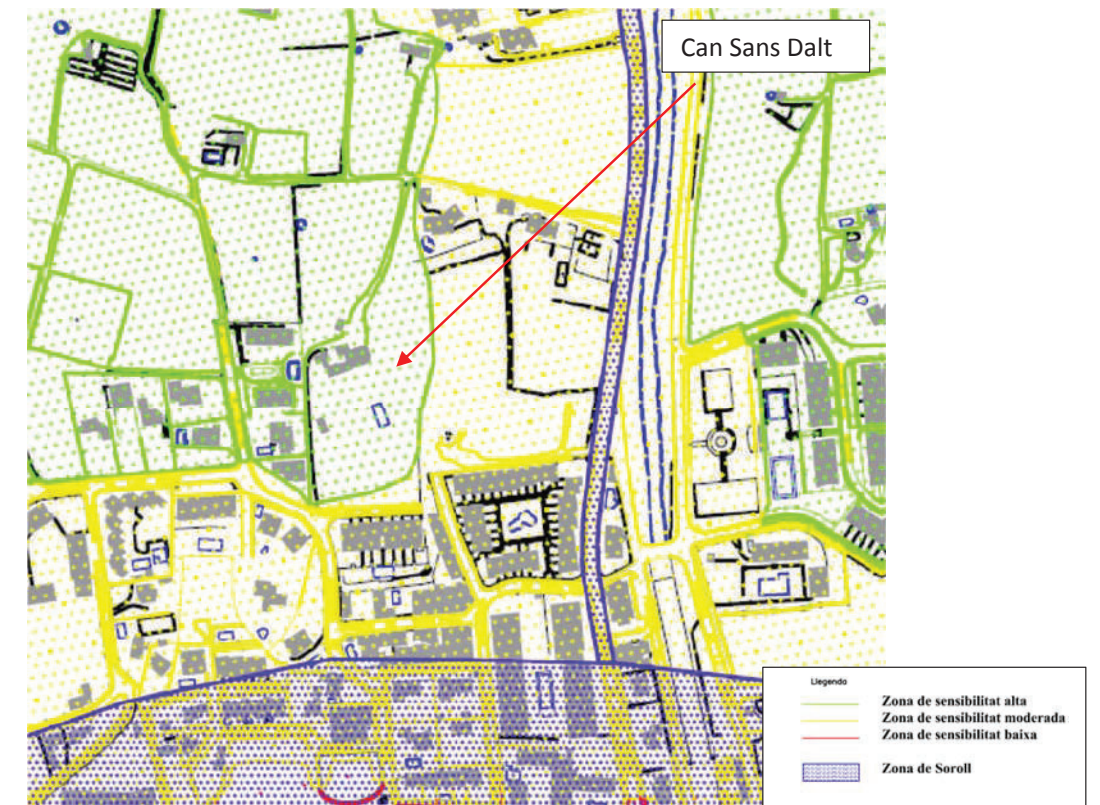 Can Sans Dalt
Llegenda
Zona de sensibilitat alta
Zona de sensibilitat moderada
Zona de sensibilitat baixa
Zona de Soroll